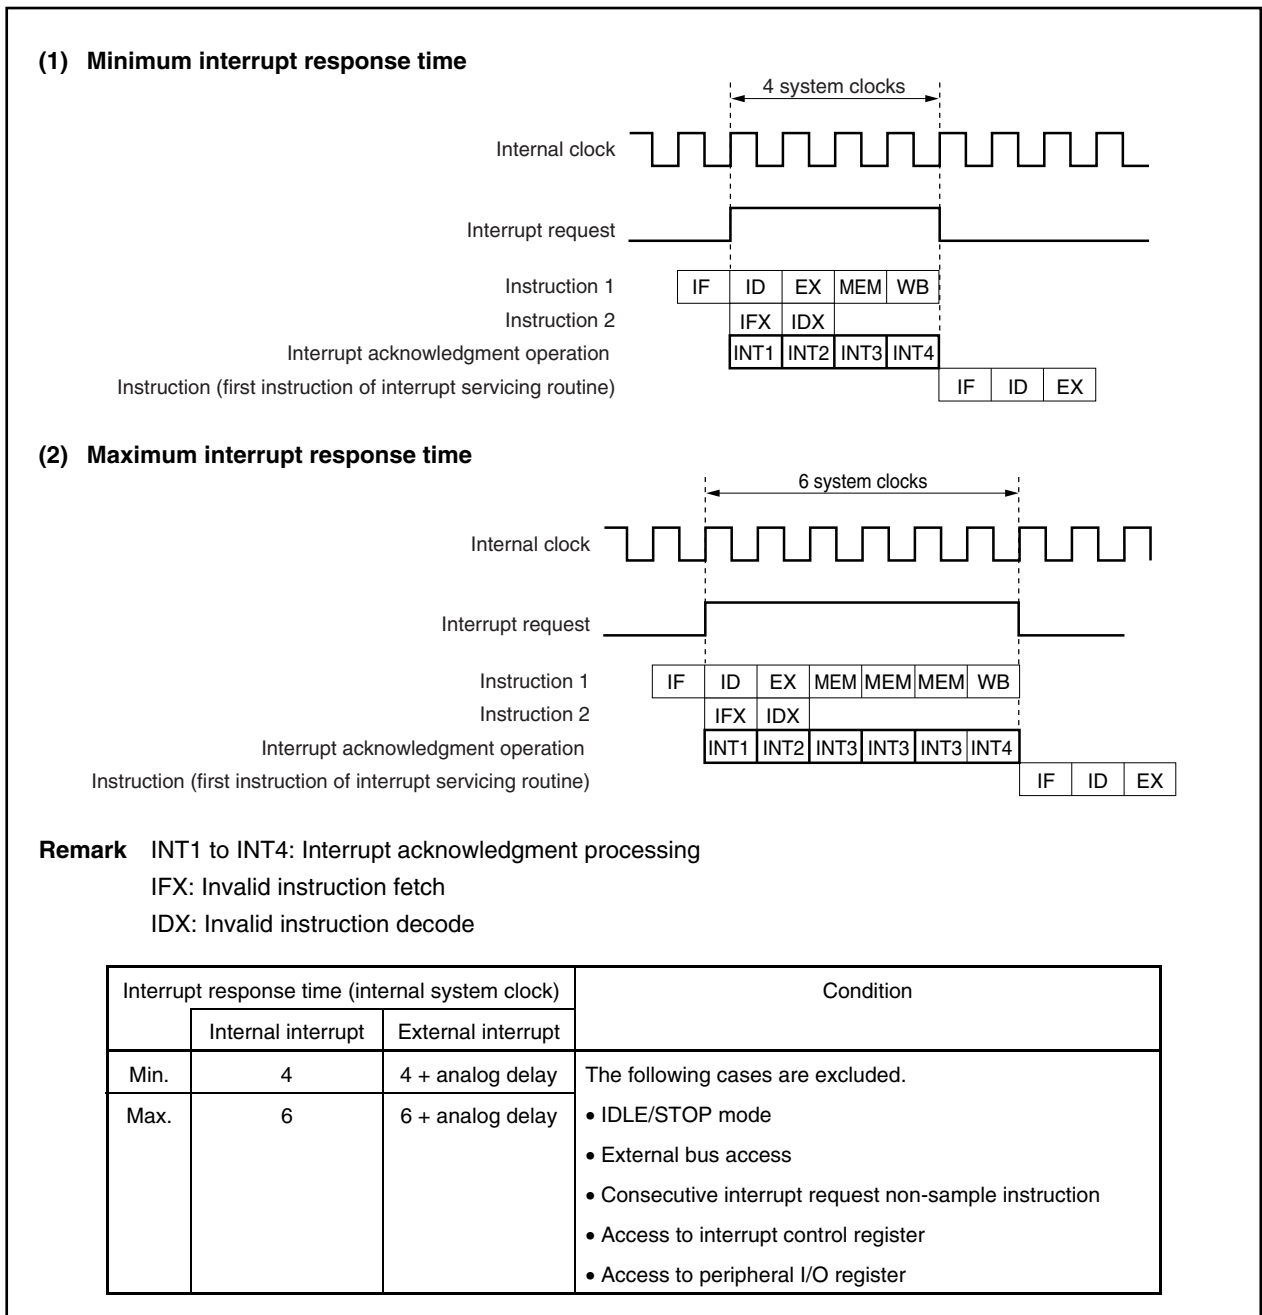 (1) Minimum interrupt response time
4 system clocks
Internal clock
Interrupt request
Instruction 1 IF ID EX MEM WB
Instruction 2 IFX IDX
Interrupt acknowledgment operation INT1 INT2 INT3 INT4
Instruction (first instruction of interrupt servicing routine) IF ID EX
(2) Maximum interrupt response time
6 system clocks
Internal clock
Interrupt request
Instruction 1 IF ID EX MEM MEM MEM WB
Instruction 2 IFX IDX
Interrupt acknowledgment operation INT1 INT2 INT3 INT3 INT3 INT4
Instruction (first instruction of interrupt servicing routine) IF ID EX
Remark INT1 to INT4: Interrupt acknowledgment processing
IFX: Invalid instruction fetch
IDX: Invalid instruction decode
Interrupt response time (internal system clock) Condition
Internal interrupt External interrupt
Min. 4 4 + analog delay The following cases are excluded.
Max. 6 6 + analog delay • IDLE/STOP mode
• External bus access
• Consecutive interrupt request non-sample instruction
• Access to interrupt control register
• Access to peripheral I/O register